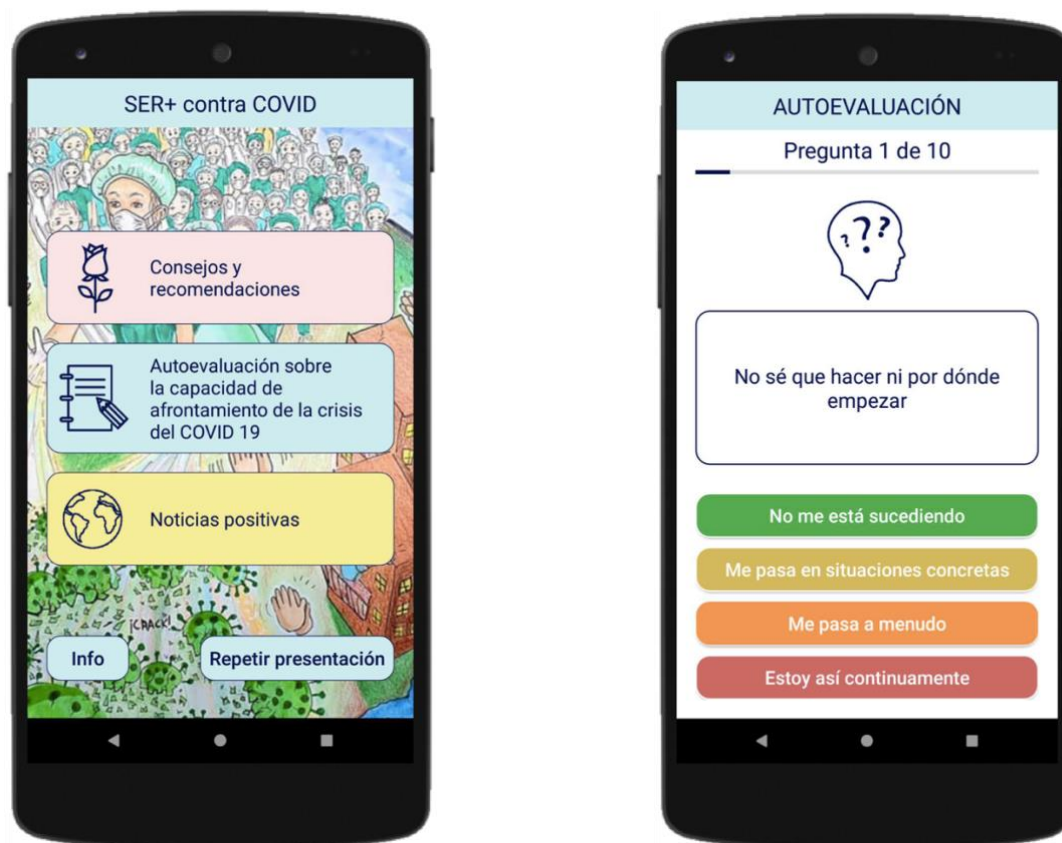 SER+ contra COVID
Consejos y
recomendaciones
Autoevaluación sobre
la capacidad de
afrontamiento de la crisis
del COVID 19
Noticias positivas
¡CRACK!
Info
Repetir presentación
AUTOEVALUACIÓN
Pregunta 1 de 10
???
No sé que hacer ni por dónde
empezar
No me está sucediendo
Me pasa en situaciones concretas
Me pasa a menudo
Estoy así continuamente